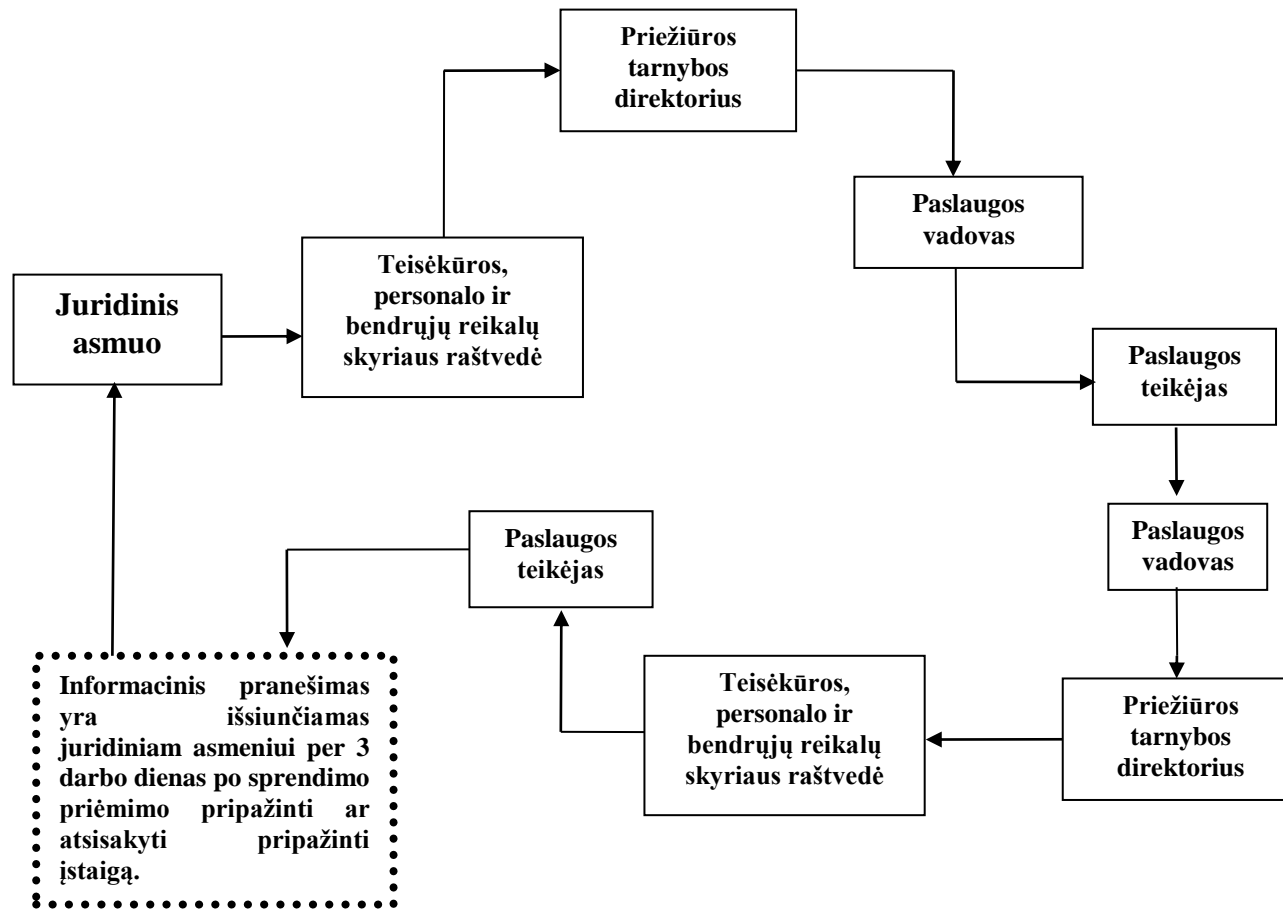 Priežiūros
tarnybos
direktorius
Paslaugos
vadovas
Teisėkūros,
personalo ir
bendrųjų reikalų
skyriaus raštvedė
Juridinis
asmuo
Paslaugos
teikėjas
Paslaugos
vadovas
Paslaugos
teikėjas
Informacinis pranešimas
yra išsiunčiamas
juridiniam asmeniui per 3
darbo dienas po sprendimo
priėmimo pripažinti ar
atsisakyti pripažinti
įstaigą.
Teisėkūros,
personalo ir
bendrųjų reikalų
skyriaus raštvedė
Priežiūros
tarnybos
direktorius